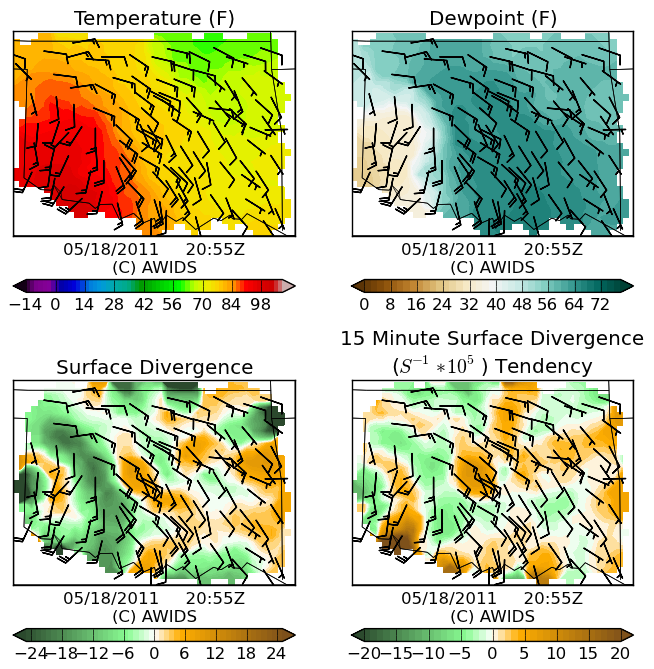 Temperature (F)
Dewpoint (F)
05/18/2011 20:55Z
(C) AWIDS
05/18/2011 20:55Z
(C) AWIDS
−14 0 14 28 42 56 70 84 98
0 8 16 24 32 40 48 56 64 72
Surface Divergence
15 Minute Surface Divergence
(S⁻¹ ∗10⁵ ) Tendency
05/18/2011 20:55Z
(C) AWIDS
05/18/2011 20:55Z
(C) AWIDS
−24 −18 −12 −6 0 6 12 18 24
−20 −15 −10 −5 0 5 10 15 20